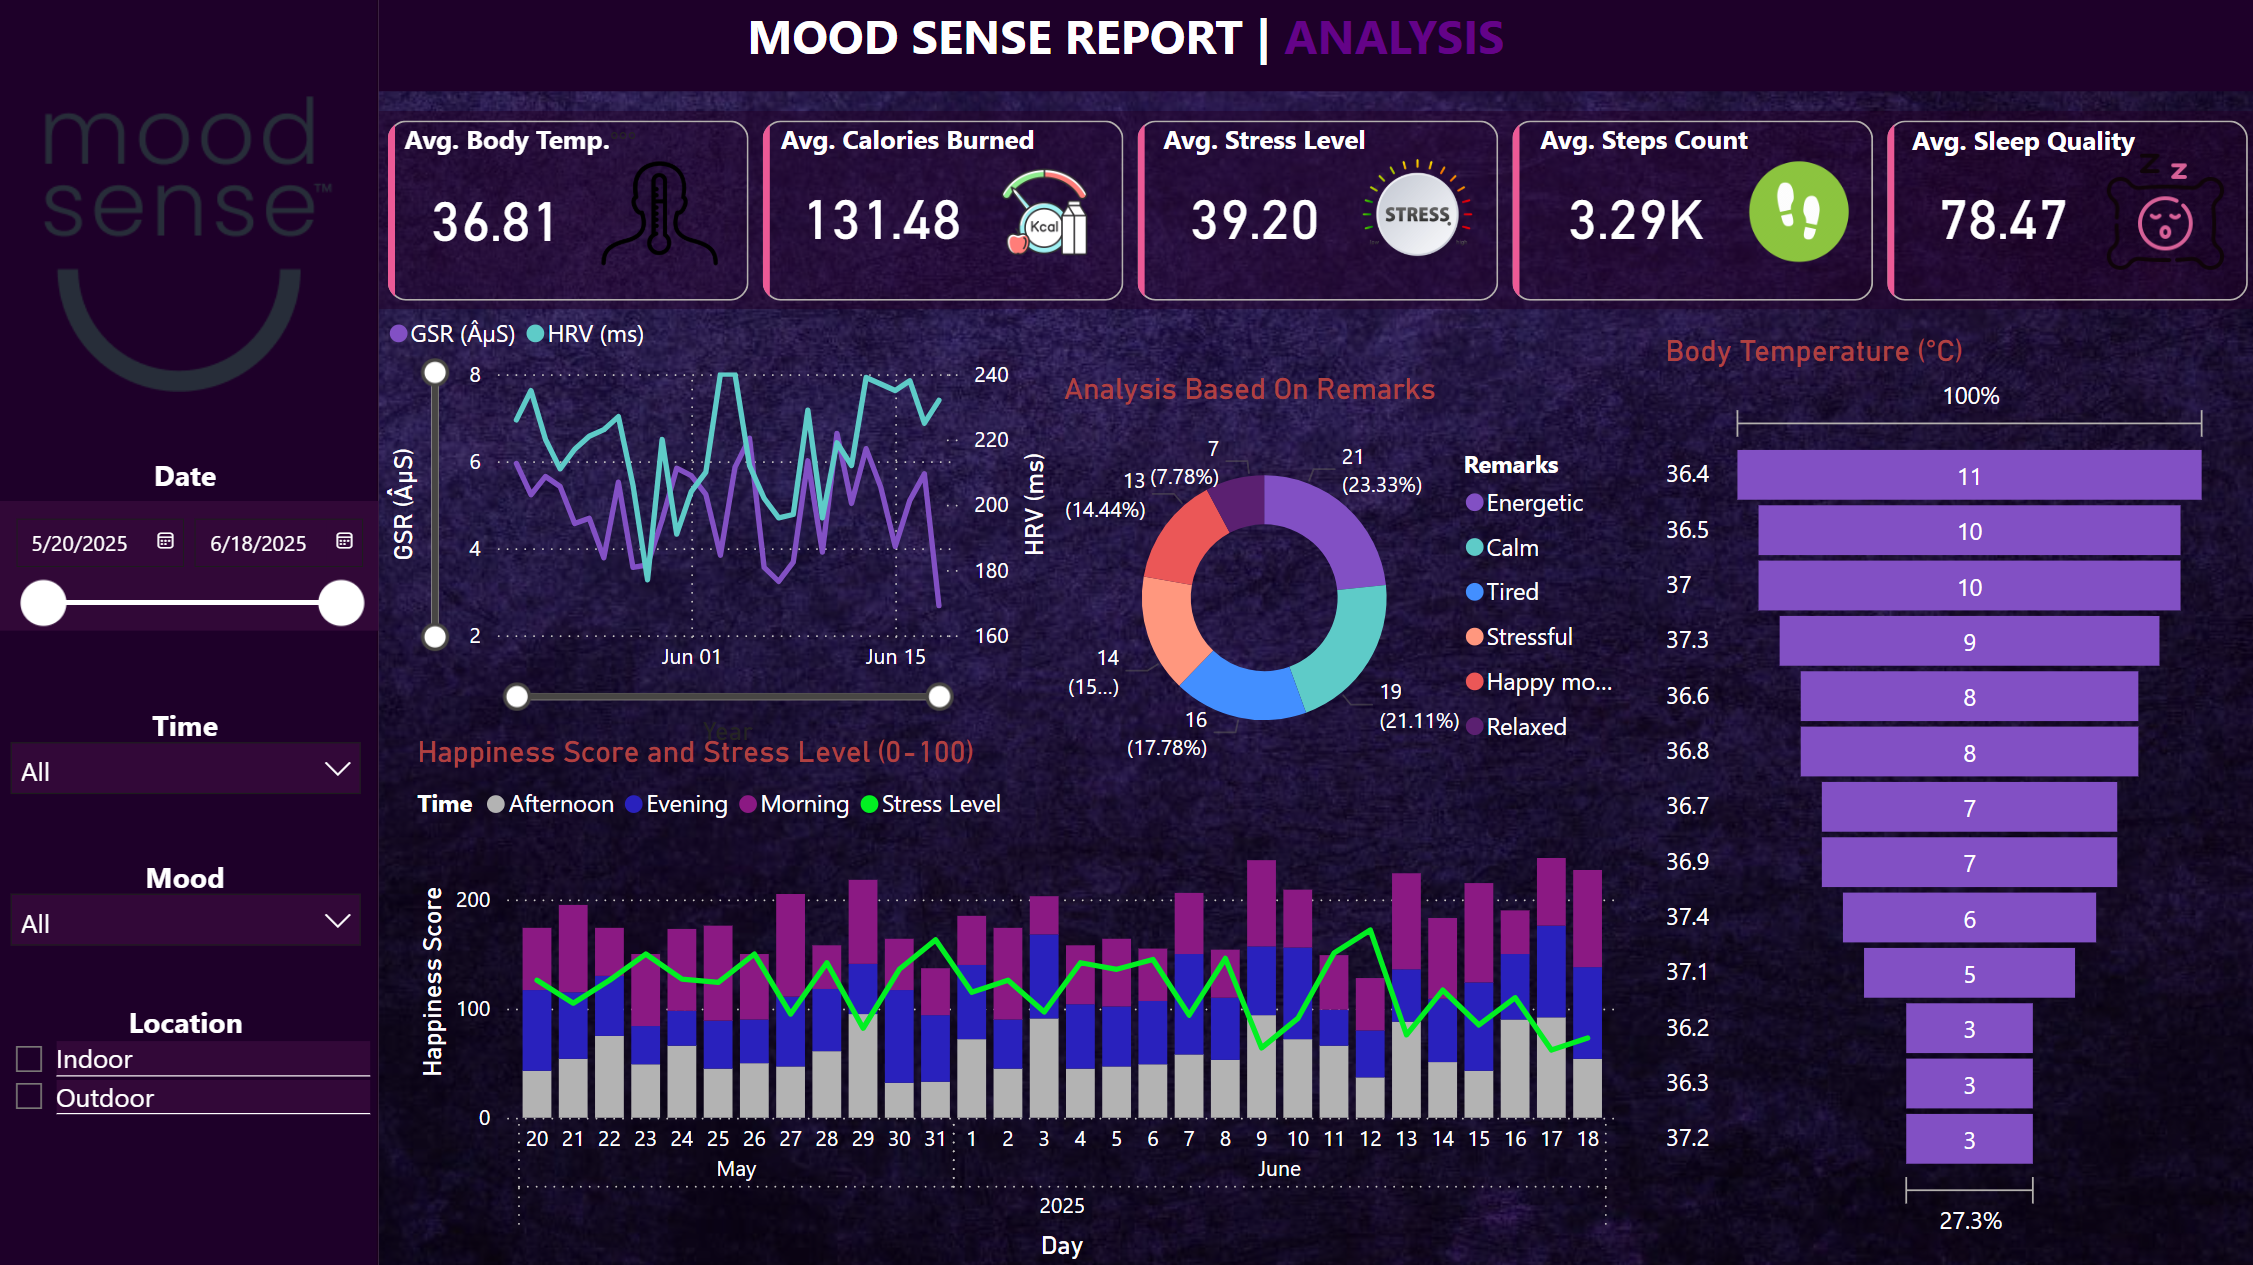 MOOD SENSE REPORT | ANALYSIS
mood
sense™
Date
5/20/2025
6/18/2025
Time
All
Mood
All
Location
Indoor
Outdoor
Avg. Body Temp.
36.81
Avg. Calories Burned
131.48
Kcal
Avg. Stress Level
39.20
STRESS
Avg. Steps Count
3.29K
Avg. Sleep Quality
78.47
Z Z
GSR (ÂµS) HRV (ms)
GSR (ÂµS)
8
6
4
2
240
220
200
180
160
HRV (ms)
Jun 01
Jun 15
Year
Analysis Based On Remarks
7
(7.78%)
21
(23.33%)
13
(14.44%)
14
(15...)
16
(17.78%)
19
(21.11%)
Remarks
Energetic
Calm
Tired
Stressful
Happy mo...
Relaxed
Happiness Score and Stress Level (0-100)
Time Afternoon Evening Morning Stress Level
Happiness Score
200
100
0
20 21 22 23 24 25 26 27 28 29 30 31 1 2 3 4 5 6 7 8 9 10 11 12 13 14 15 16 17 18
May June
2025
Day
Body Temperature (°C)
100%
36.4 11
36.5 10
37 10
37.3 9
36.6 8
36.8 8
36.7 7
36.9 7
37.4 6
37.1 5
36.2 3
36.3 3
37.2 3
27.3%